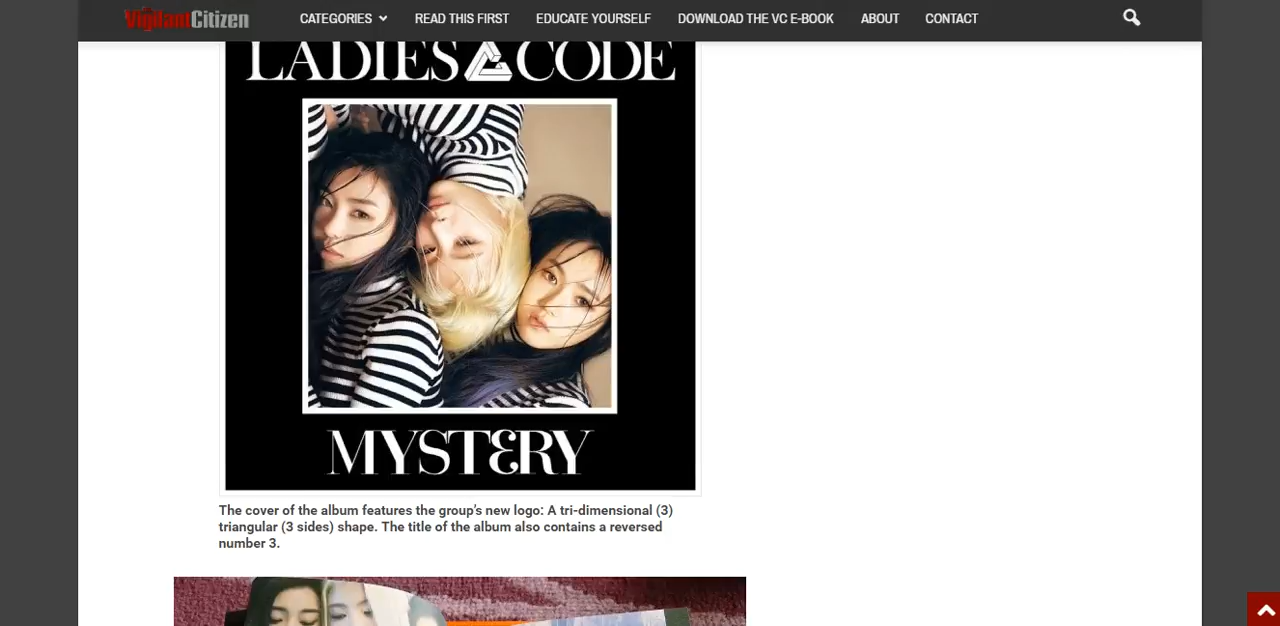 VigilantCitizen CATEGORIES READ THIS FIRST EDUCATE YOURSELF DOWNLOAD THE VC E-BOOK ABOUT CONTACT
LADIES CODE
MYSTERY
The cover of the album features the group's new logo: A tri-dimensional (3)
triangular (3 sides) shape. The title of the album also contains a reversed
number 3.